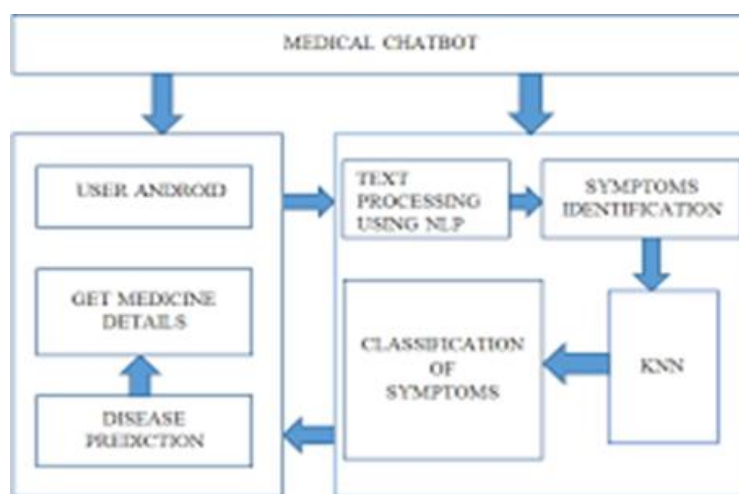 MEDICAL CHATBOT
USER ANDROID
TEXT
PROCESSING
USING NLP
SYMPTOMS
IDENTIFICATION
GET MEDICINE
DETAILS
CLASSIFICATION
OF
SYMPTOMS
KNN
DISEASE
PREDICTION